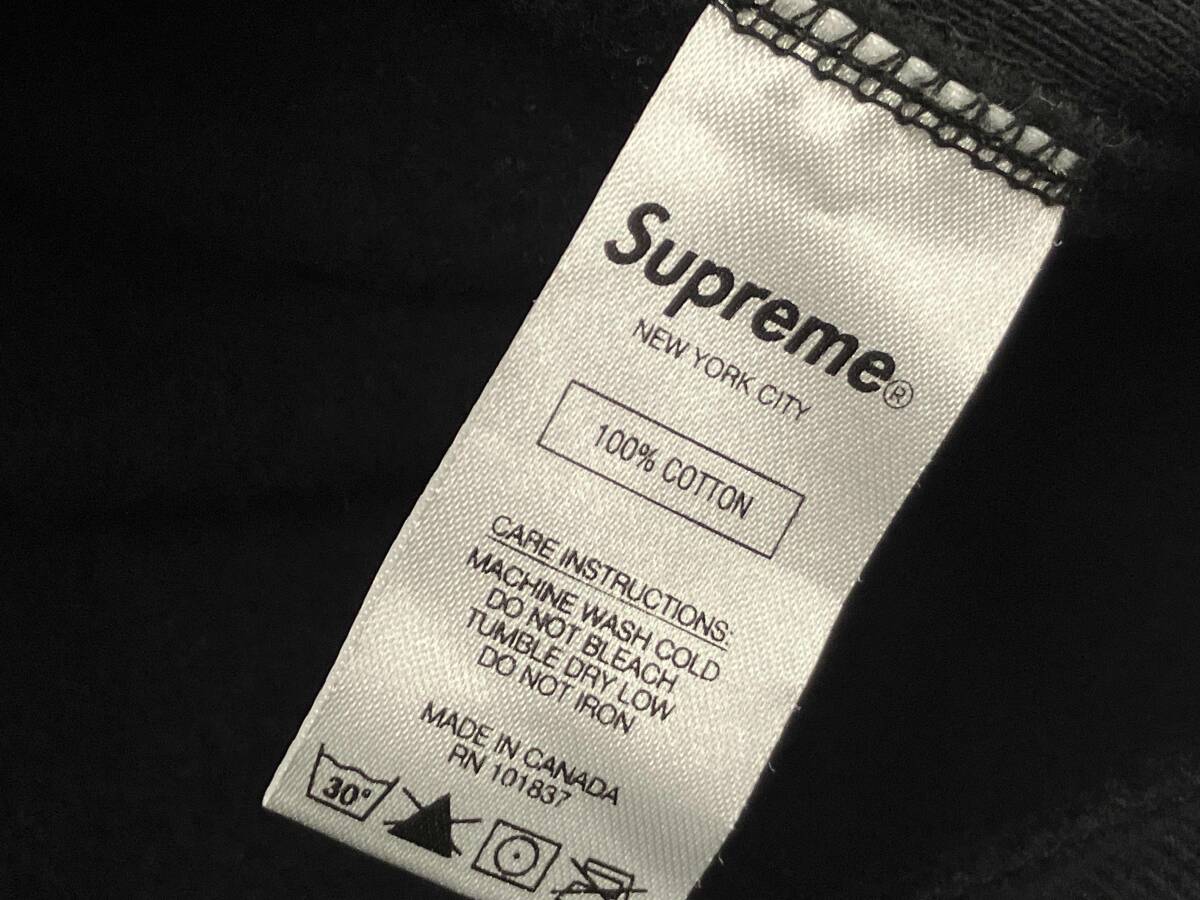 Supreme®
NEW YORK CITY
100% COTTON
CARE INSTRUCTIONS:
MACHINE WASH COLD
DO NOT BLEACH
TUMBLE DRY LOW
DO NOT IRON
MADE IN CANADA
RN 101837
30°